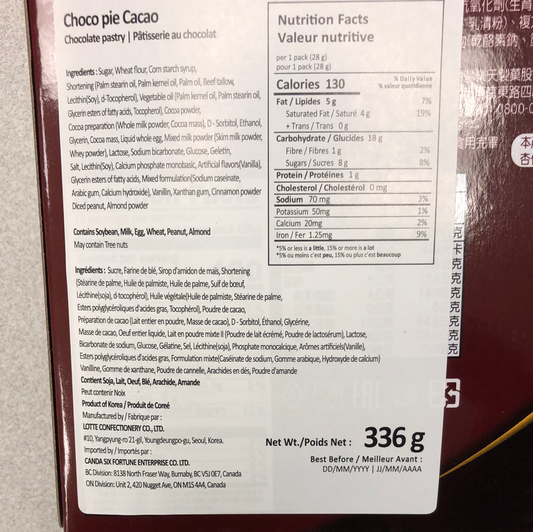 Choco pie Cacao
Chocolate pastry | Pâtisserie au chocolat
Ingredients : Sugar, Wheat flour, Corn starch syrup,
Shortening (Palm stearin oil, Palm kernel oil, Palm oil, Beef tallow,
Lecithin(Soy), d-Tocopherol), Vegetable oil (Palm kernel oil, Palm stearin oil,
Glycerin esters of fatty acids, Tocopherol), Cocoa powder,
Cocoa preparation (Whole milk powder, Cocoa mass), D - Sorbitol, Ethanol,
Glycerin, Cocoa mass, Liquid whole egg, Mixed milk powder (Skim milk powder,
Whey powder), Lactose, Sodium bicarbonate, Glucose, Geletin,
Salt, Lecithin(Soy), Calcium phosphate monobasic, Artificial flavors(Vanilla),
Glycerin esters of fatty acids, Mixed formulation(Sodium caseinate,
Arabic gum, Calcium hydroxide), Vanillin, Xanthan gum, Cinnamon powder
Diced peanut, Almond powder
Contains Soybean, Milk, Egg, Wheat, Peanut, Almond
May contain Tree nuts
Ingrédients : Sucre, Farine de blé, Sirop d'amidon de maïs, Shortening
(Stéarine de palme, Huile de palmiste, Huile de palme, Suif de bœuf,
Lécithine(soja), d-tocophérol), Huile végétale(Huile de palmiste, Stéarine de palme,
Esters polyglycéroliques d'acides gras, Tocophérol), Poudre de cacao,
Préparation de cacao (Lait entier en poudre, Masse de cacao), D - Sorbitol, Éthanol, Glycérine,
Masse de cacao, Oeuf entier liquide, Lait en poudre mixte II (Poudre de lait écrémé, Poudre de lactosérum), Lactose,
Bicarbonate de sodium, Glucose, Gélatine, Sel, Lécithine(soja), Phosphate monocalcique, Arômes artificiels(Vanille),
Esters polyglycéroliques d'acides gras, Formulation mixte(Caséinate de sodium, Gomme arabique, Hydroxyde de calcium)
Vanilline, Gomme de xanthane, Poudre de cannelle, Arachides en dés, Poudre d'amande
Contient Soja, Lait, Oeuf, Blé, Arachide, Amande
Peut contenir Noix
Product of Korea / Produit de Coreé
Manufactured by / Fabrique par :
LOTTE CONFECTIONERY CO., LTD.
#10, Yangpyung-ro 21-gil, Youngdeungpo-gu, Seoul, Korea.
Imported by / Importés par :
CANDA SIX FORTUNE ENTERPRISE CO. LTD.
BC Division: 8138 North Fraser Way, Burnaby, BC V5J 0E7, Canada
ON Division: Unit 2, 420 Nugget Ave, ON M1S 4A4, Canada
Nutrition Facts
Valeur nutritive
per 1 pack (28 g)
pour 1 pack (28 g)
% Daily Value
Calories 130
% valeur quotidienne
Fat / Lipides 5 g 7%
Saturated Fat / Saturé 4 g 19%
+ Trans / Trans 0 g
Carbohydrate / Glucides 18 g
Fibre / Fibres 1 g 2%
Sugars / Sucres 8 g 8%
Protein / Protéines 1 g
Cholesterol / Cholestérol 0 mg
Sodium 70 mg 3%
Potassium 50mg 1%
Calcium 20mg 2%
Iron / Fer 1.25mg 9%
*5% or less is a little, 15% or more is a lot
*5% ou moins c'est peu, 15% ou plus c'est beaucoup
Net Wt./Poids Net : 336 g
Best Before / Meilleur Avant :
DD/MM/YYYY | JJ/MM/AAAA
克
卡
克
克
克
克
克
克
克